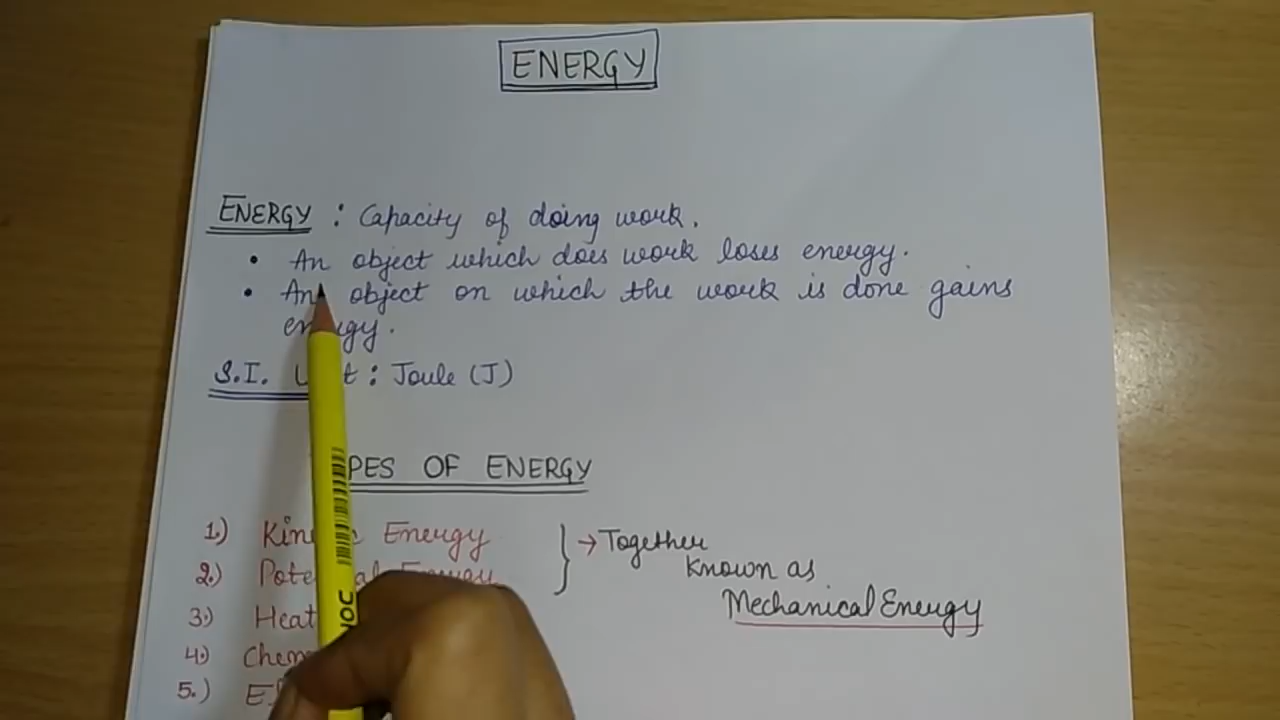 ENERGY
ENERGY : Capacity of doing work.
• An object which does work loses energy.
• An object on which the work is done gains
energy.
S.I. : Joule (J)
OF ENERGY
1.) Energy
2.)
3.) Heat
4.)
5.)
→ Together
Known as
Mechanical Energy